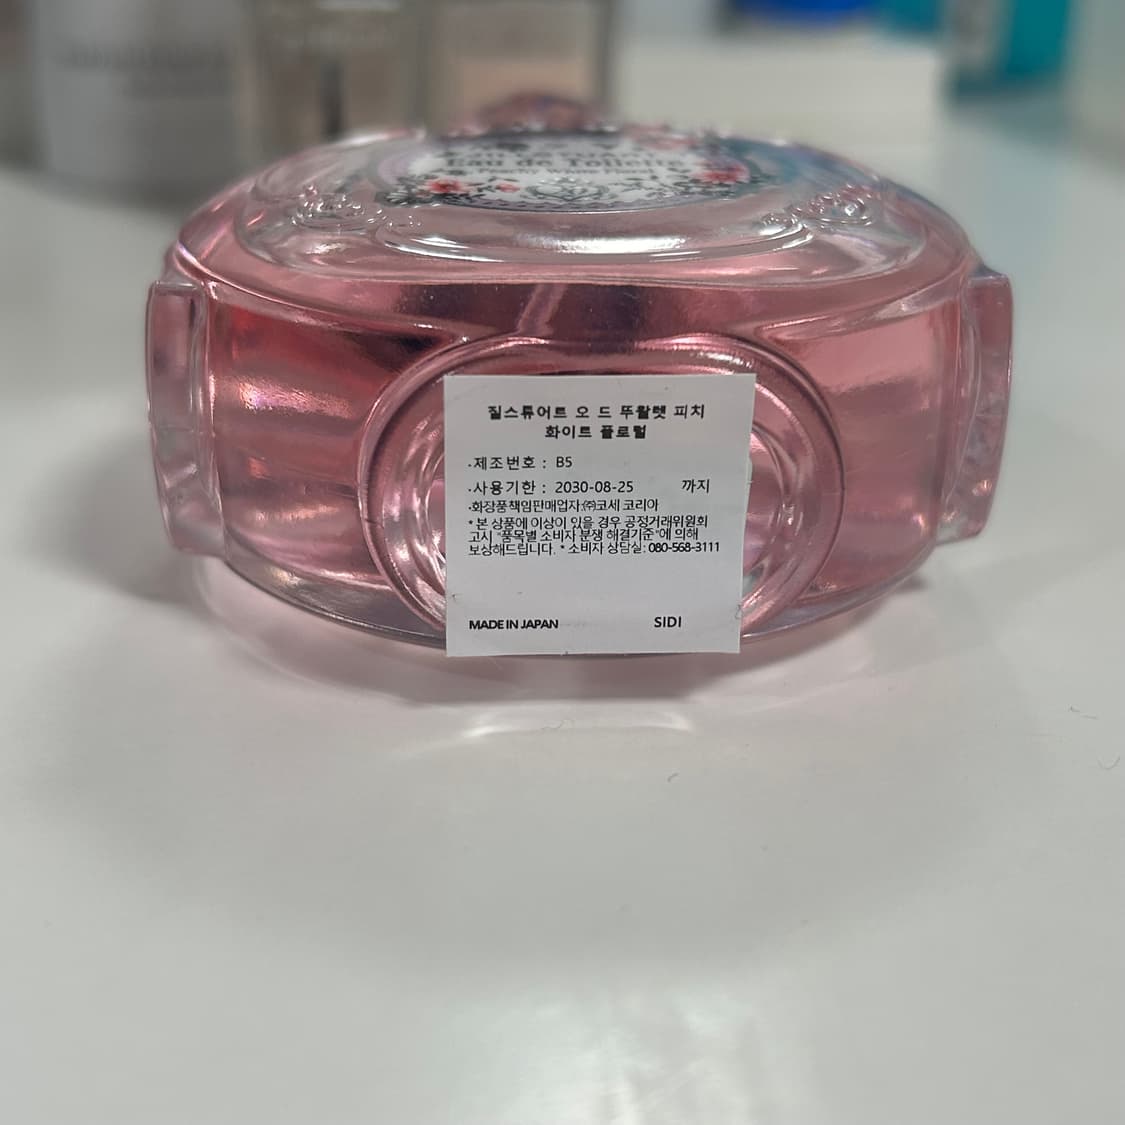 Eau de Toilette
질스튜어트 오 드 뚜왈렛 피치
화이트 플로럴
·제조번호 : B5
·사용기한 : 2030-08-25 까지
·화장품책임판매업자:㈜코세 코리아
* 본 상품에 이상이 있을 경우 공정거래위원회
고시 "품목별 소비자 분쟁 해결기준"에 의해
보상해드립니다. * 소비자 상담실: 080-568-3111
MADE IN JAPAN SIDI